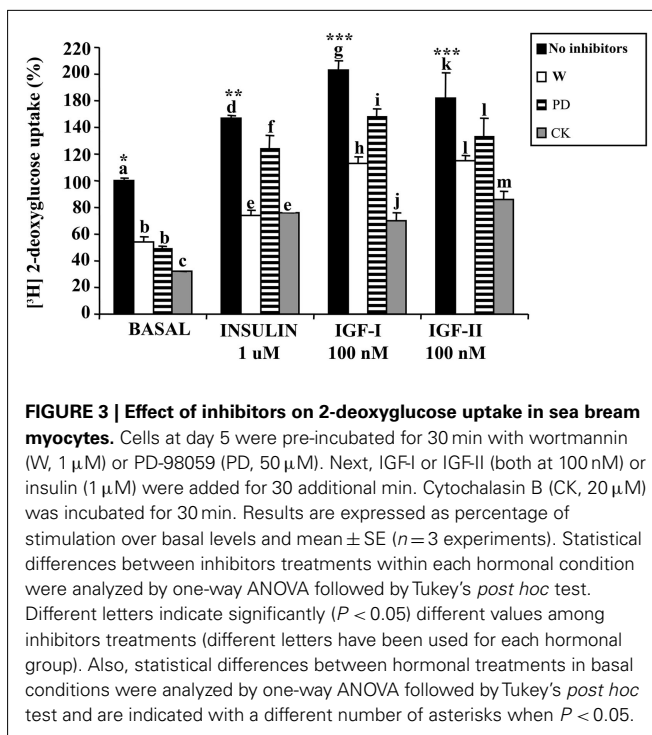 [³H] 2-deoxyglucose uptake (%)
220
200
180
160
140
120
100
80
60
40
20
0
*
a
b
b
c
**
d
e
f
e
***
g
h
i
j
***
k
l
l
m
BASAL
INSULIN
1 uM
IGF-I
100 nM
IGF-II
100 nM
No inhibitors
W
PD
CK
FIGURE 3 | Effect of inhibitors on 2-deoxyglucose uptake in sea bream
myocytes. Cells at day 5 were pre-incubated for 30 min with wortmannin
(W, 1 μM) or PD-98059 (PD, 50 μM). Next, IGF-I or IGF-II (both at 100 nM) or
insulin (1 μM) were added for 30 additional min. Cytochalasin B (CK, 20 μM)
was incubated for 30 min. Results are expressed as percentage of
stimulation over basal levels and mean ± SE (n = 3 experiments). Statistical
differences between inhibitors treatments within each hormonal condition
were analyzed by one-way ANOVA followed by Tukey's post hoc test.
Different letters indicate significantly (P < 0.05) different values among
inhibitors treatments (different letters have been used for each hormonal
group). Also, statistical differences between hormonal treatments in basal
conditions were analyzed by one-way ANOVA followed by Tukey's post hoc
test and are indicated with a different number of asterisks when P < 0.05.